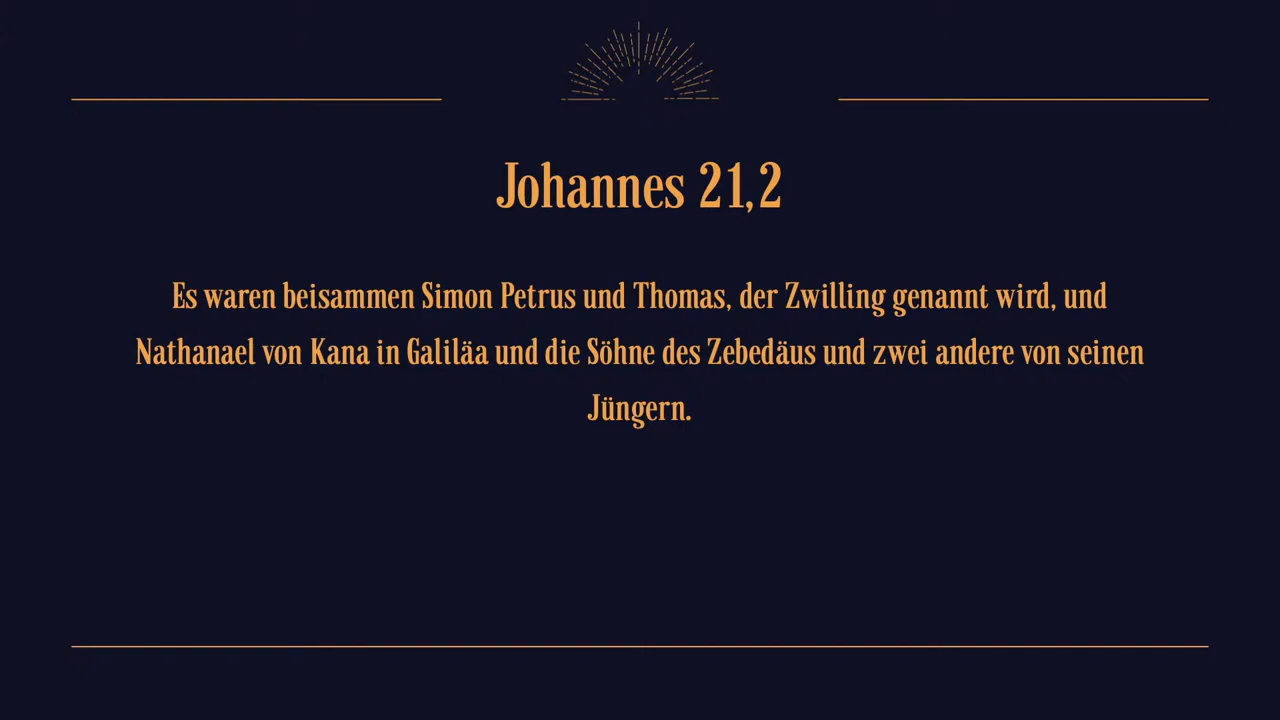 Johannes 21,2
Es waren beisammen Simon Petrus und Thomas, der Zwilling genannt wird, und
Nathanael von Kana in Galiläa und die Söhne des Zebedäus und zwei andere von seinen
Jüngern.